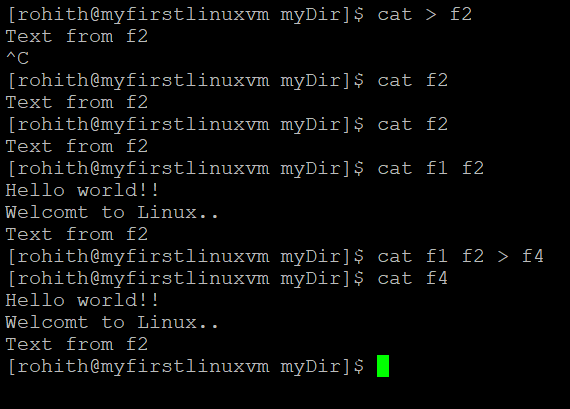 [rohith@myfirstlinuxvm myDir]$ cat > f2
Text from f2
^C
[rohith@myfirstlinuxvm myDir]$ cat f2
Text from f2
[rohith@myfirstlinuxvm myDir]$ cat f2
Text from f2
[rohith@myfirstlinuxvm myDir]$ cat f1 f2
Hello world!!
Welcomt to Linux..
Text from f2
[rohith@myfirstlinuxvm myDir]$ cat f1 f2 > f4
[rohith@myfirstlinuxvm myDir]$ cat f4
Hello world!!
Welcomt to Linux..
Text from f2
[rohith@myfirstlinuxvm myDir]$